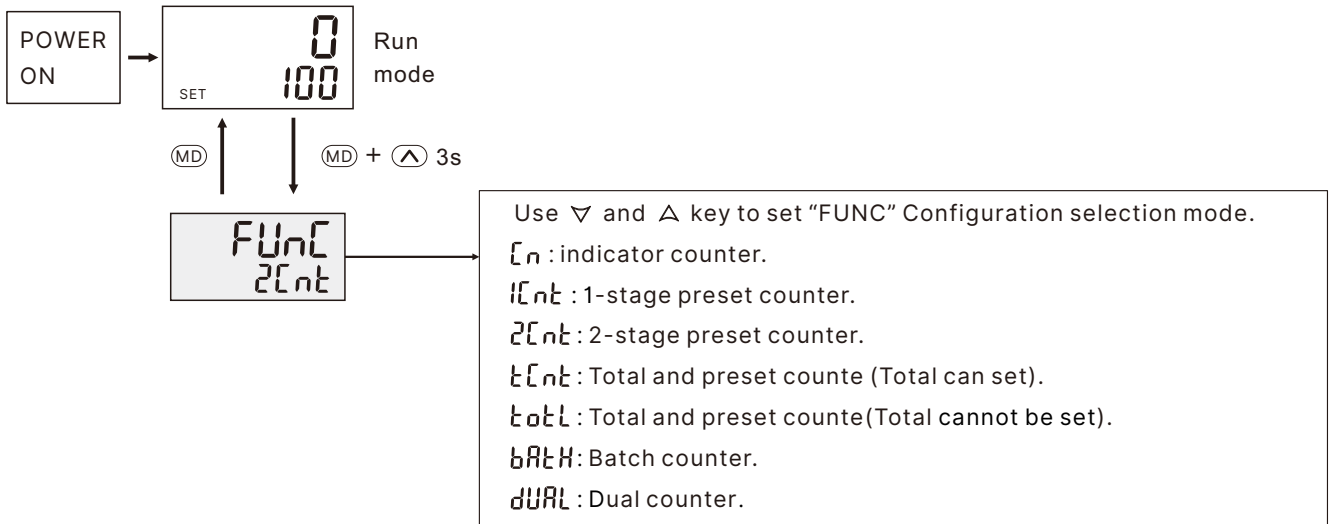 POWER
ON
0
100
SET
Run
mode
MD
MD + 3s
FUnC
2Cnt
Use ▽ and △ key to set “FUNC” Configuration selection mode.
Cn : indicator counter.
1Cnt : 1-stage preset counter.
2Cnt : 2-stage preset counter.
tCnt : Total and preset counte (Total can set).
totL : Total and preset counte(Total cannot be set).
bAtH: Batch counter.
dUAL : Dual counter.